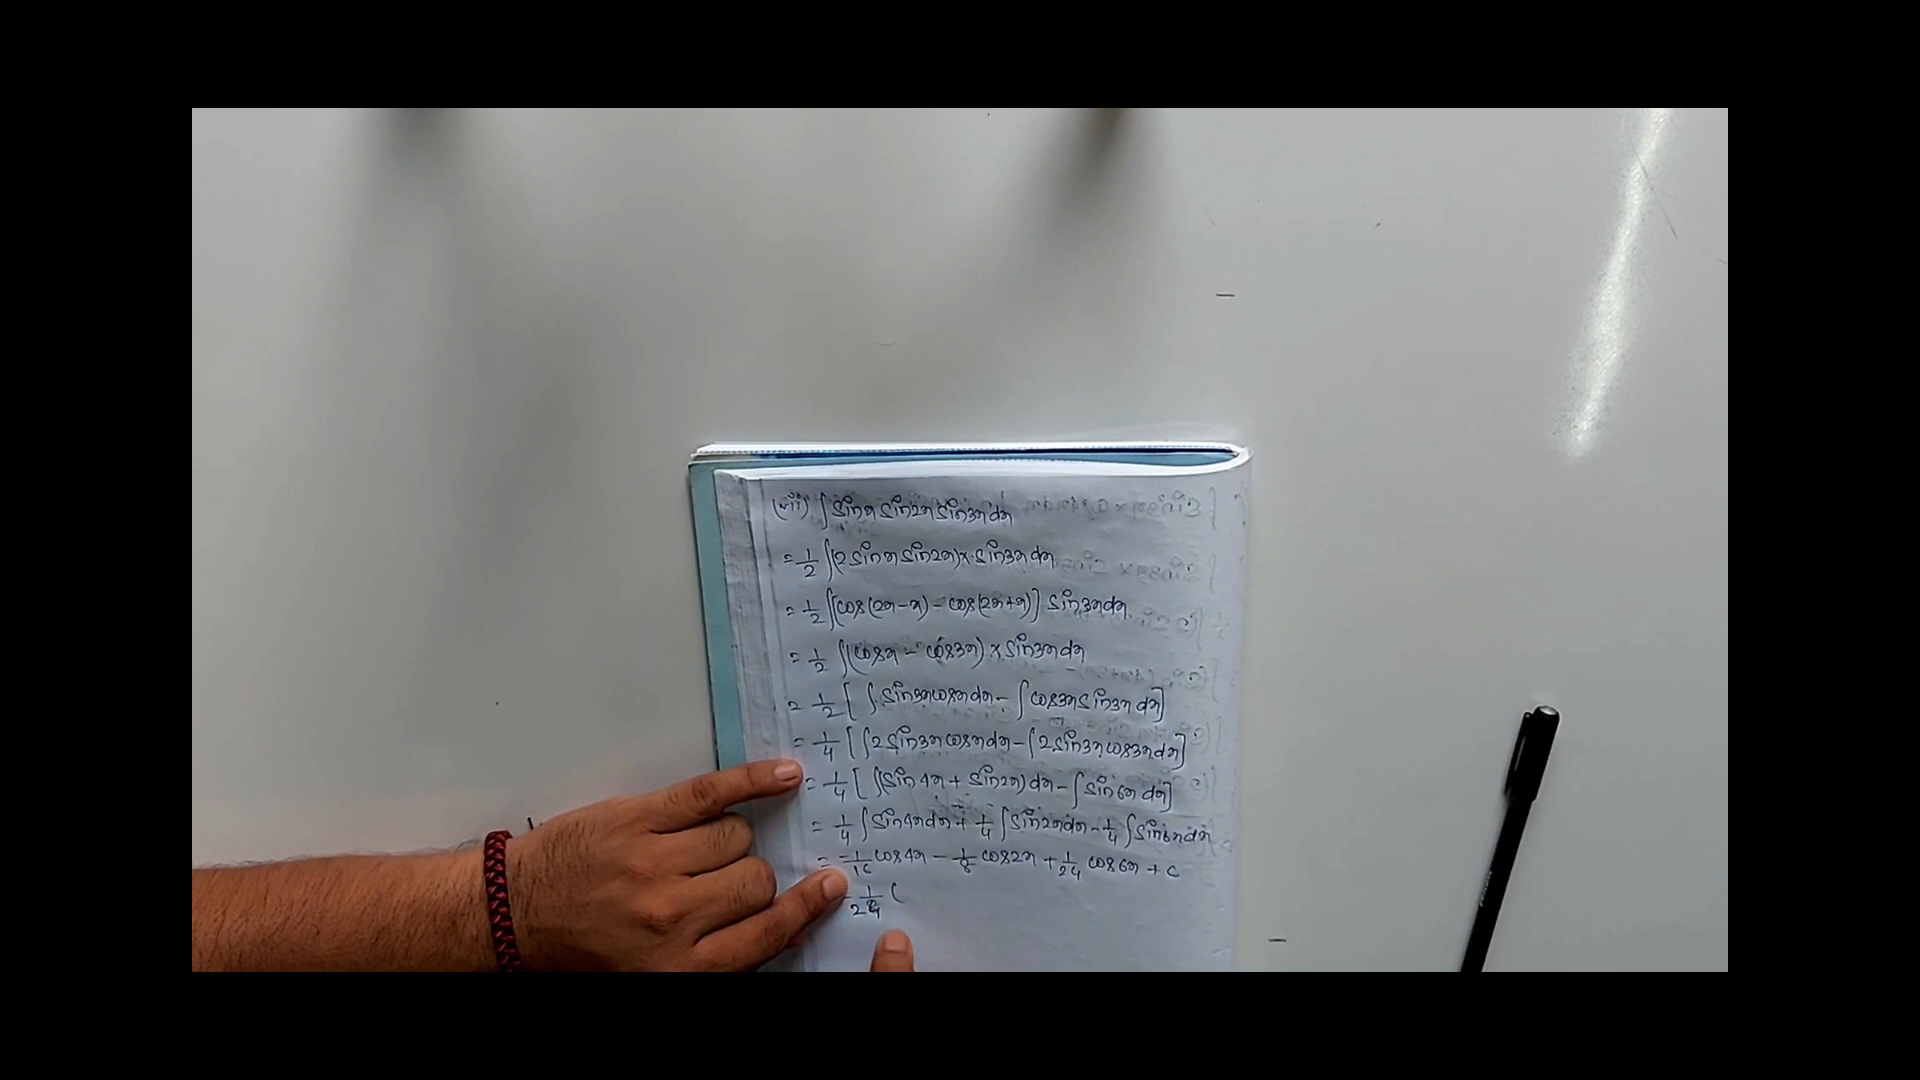 (vii) ∫ sinx sin2x sin3x dx
= 1/2 ∫(2 sinx sin2x) x sin3x dx
= 1/2 ∫[cos(2x-x) - cos(2x+x)] sin3x dx
= 1/2 ∫(cosx - cos3x) x sin3x dx
= 1/2 [∫ sin3x cosx dx - ∫ cos3x sin3x dx]
= 1/4 [∫2 sin3x cosx dx - ∫2 sin3x cos3x dx]
= 1/4 [∫(sin4x + sin2x) dx - ∫ sin6x dx]
= 1/4 ∫ sin4x dx + 1/4 ∫ sin2x dx - 1/4 ∫ sin6x dx
= -1/16 cos4x - 1/8 cos2x + 1/24 cos6x + c